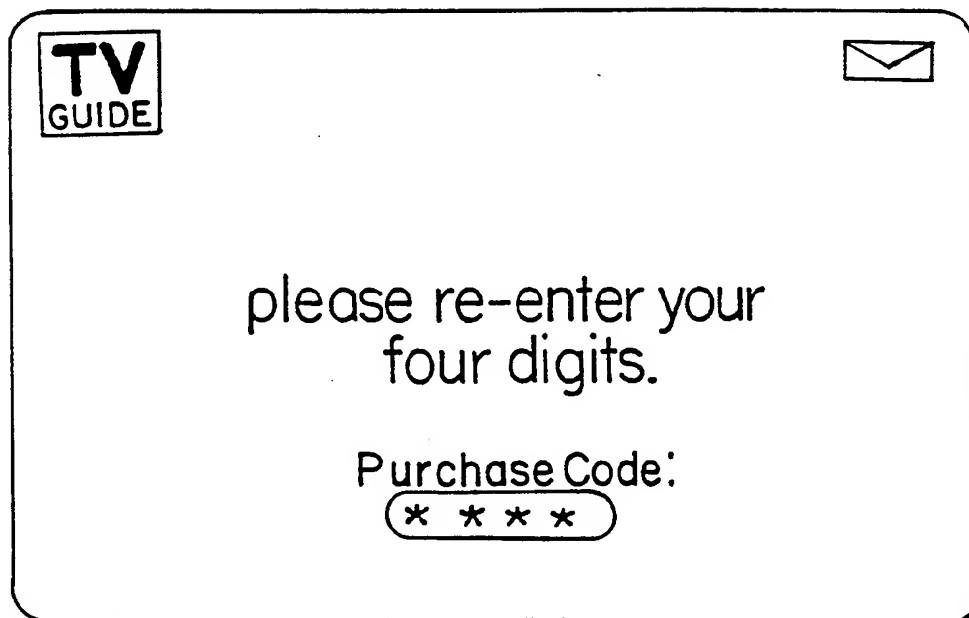 TV
GUIDE
please re-enter your
four digits.
Purchase Code:
* * * *